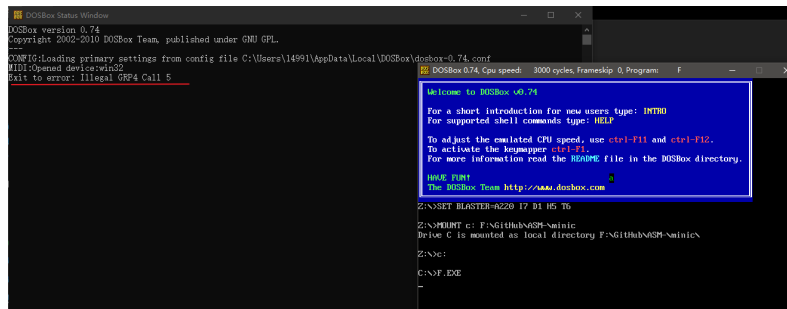 DOSBox Status Window
DOSBox version 0.74
Copyright 2002-2010 DOSBox Team, published under GNU GPL.
---
CONFIG:Loading primary settings from config file C:\Users\14991\AppData\Local\DOSBox\dosbox-0.74.conf
MIDI:Opened device:win32
Exit to error: Illegal GRP4 Call 5
DOSBox 0.74, Cpu speed: 3000 cycles, Frameskip 0, Program: F
Welcome to DOSBox v0.74
For a short introduction for new users type: INTRO
For supported shell commands type: HELP
To adjust the emulated CPU speed, use ctrl-F11 and ctrl-F12.
To activate the keymapper ctrl-F1.
For more information read the README file in the DOSBox directory.
HAVE FUN!
The DOSBox Team http://www.dosbox.com
Z:\>SET BLASTER=A220 I7 D1 H5 T6
Z:\>MOUNT c: F:\GitHub\ASM-\minic
Drive C is mounted as local directory F:\GitHub\ASM-\minic\
Z:\>c:
C:\>F.EXE